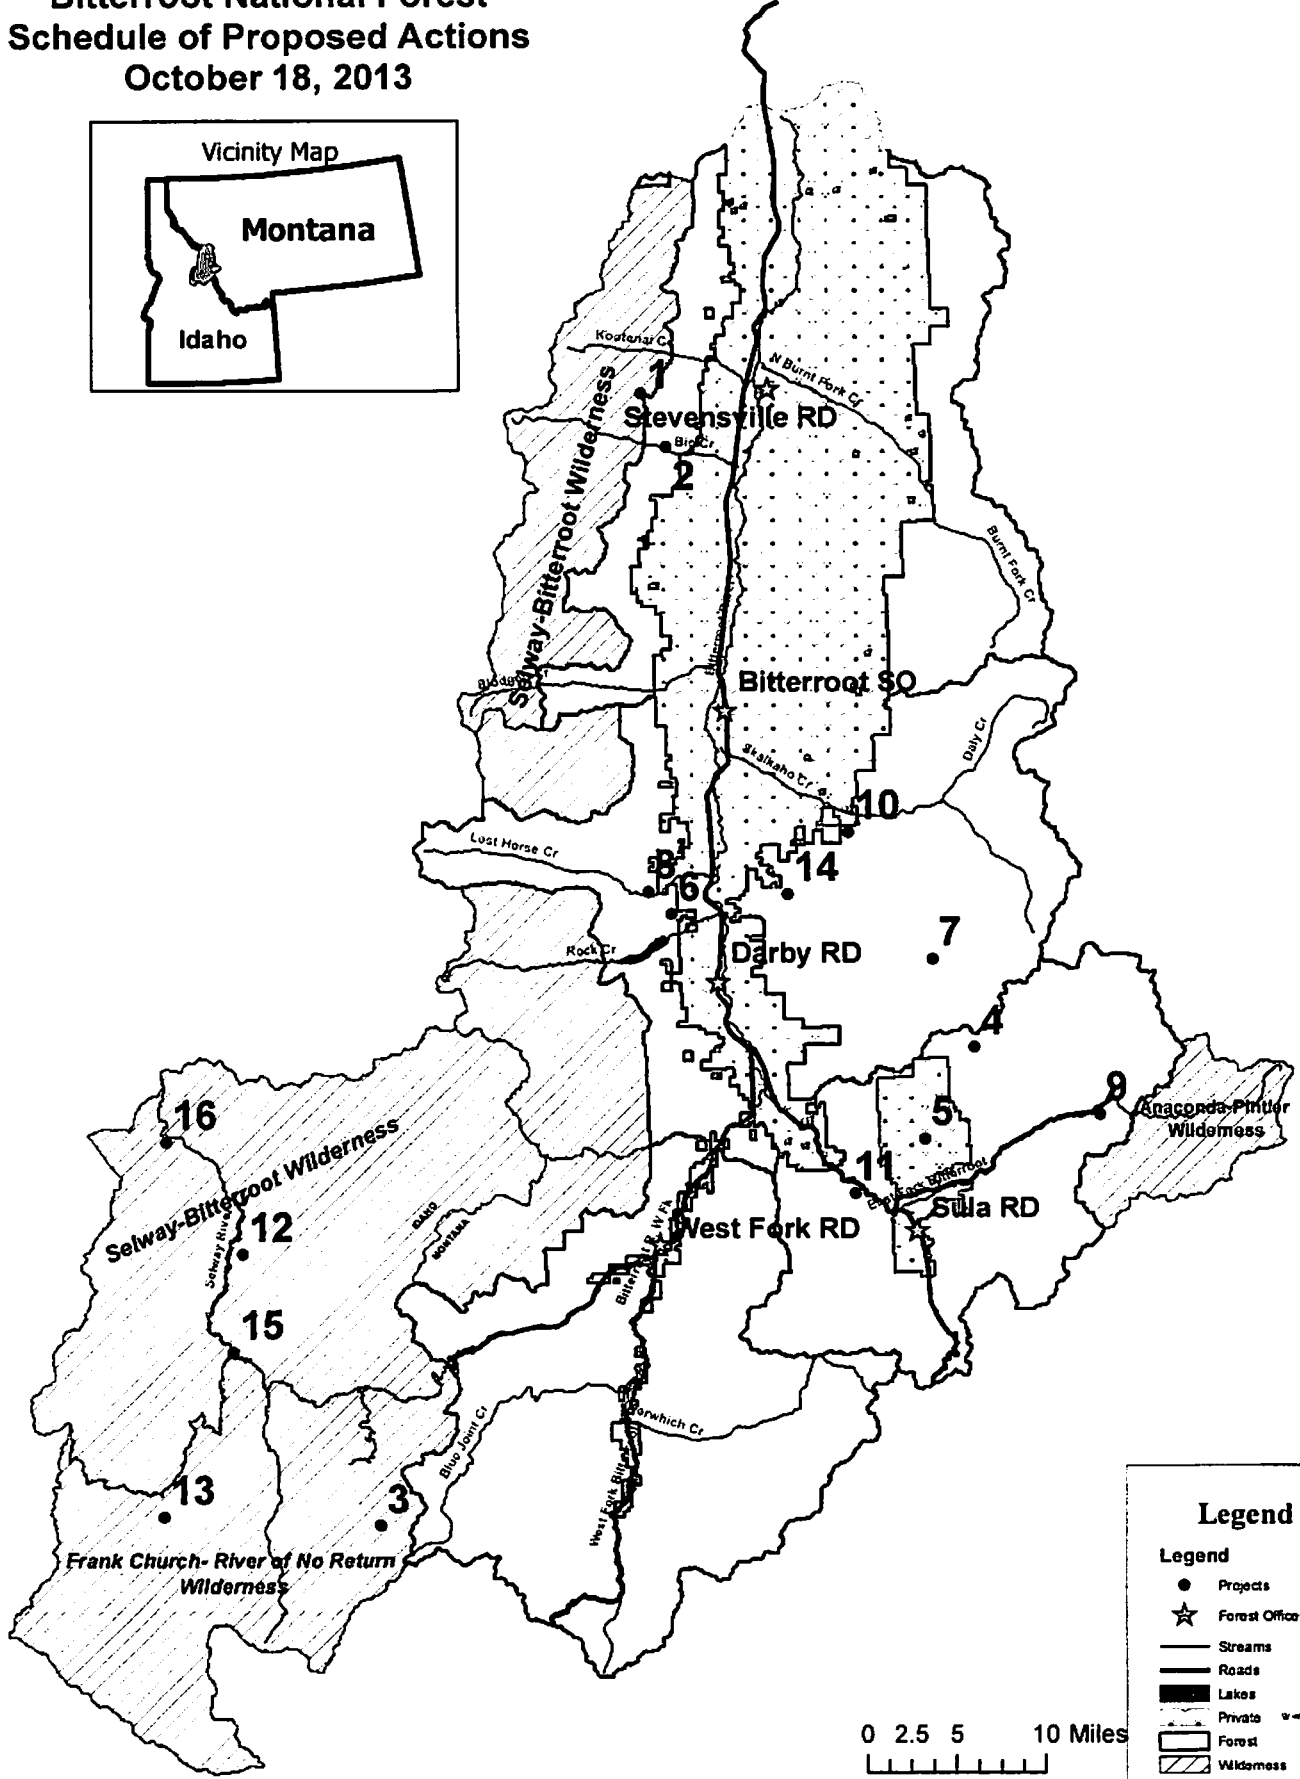 Bitterroot National Forest
Schedule of Proposed Actions
October 18, 2013
Vicinity Map
Montana
Idaho
Kootenai Cr
N Burnt Fork Cr
1
Stevensville RD
Big Cr
2
Selway-Bitterroot Wilderness
Burnt Fork Cr
Bitterroot SO
Skalkaho Cr
Daly Cr
10
Lost Horse Cr
8
6
14
Rock Cr
Darby RD
7
4
9
Anaconda-Pintler
Wilderness
16
5
Selway-Bitterroot Wilderness
11
East Fork Bitterroot
Sula RD
IDAHO
MONTANA
West Fork RD
Selway River
12
15
Blue Joint Cr
13
3
Frank Church- River of No Return
Wilderness
Legend
Legend
Projects
Forest Office
Streams
Roads
Lakes
Private
Forest
Wilderness
0 2.5 5 10 Miles